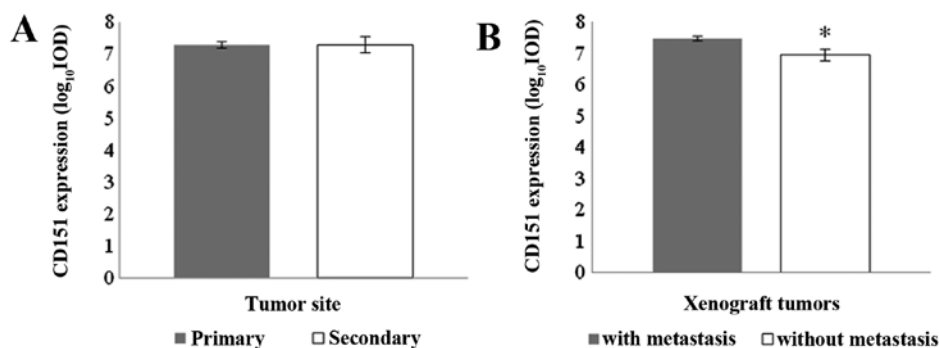 A
CD151 expression (log10IOD)
8
7
6
5
4
3
2
1
0
Tumor site
Primary Secondary
B
CD151 expression (log10IOD)
8
7
6
5
4
3
2
1
0
*
Xenograft tumors
with metastasis without metastasis